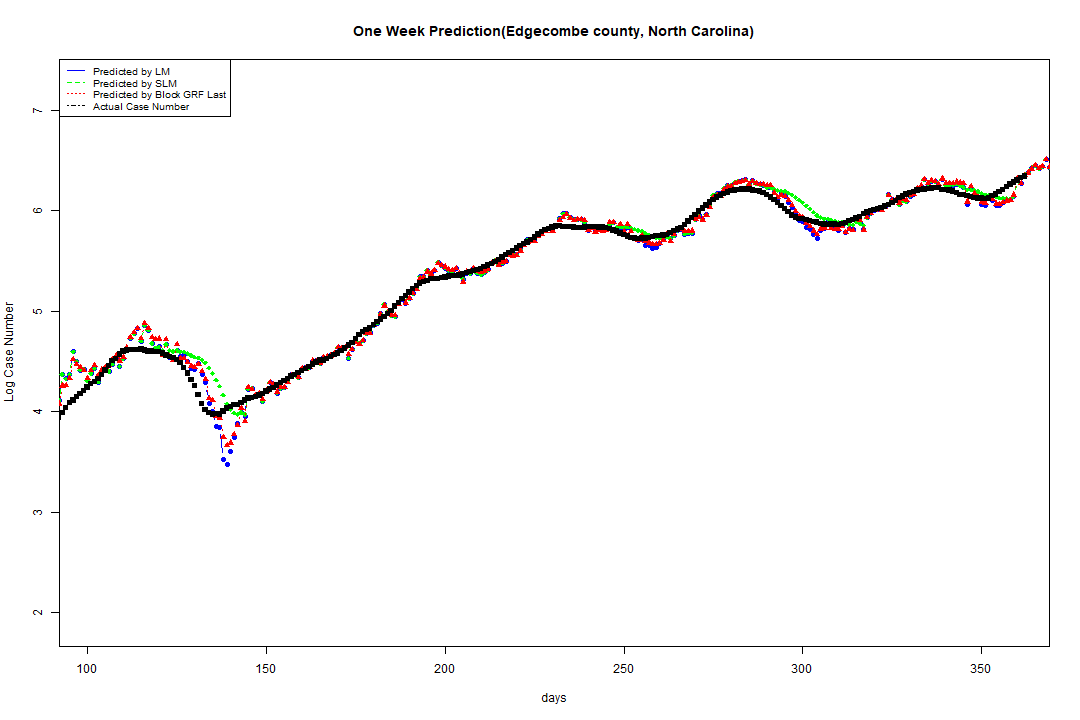 One Week Prediction(Edgecombe county, North Carolina)
Predicted by LM
Predicted by SLM
Predicted by Block GRF Last
Actual Case Number
Log Case Number
7
6
5
4
3
2
100 150 200 250 300 350
days